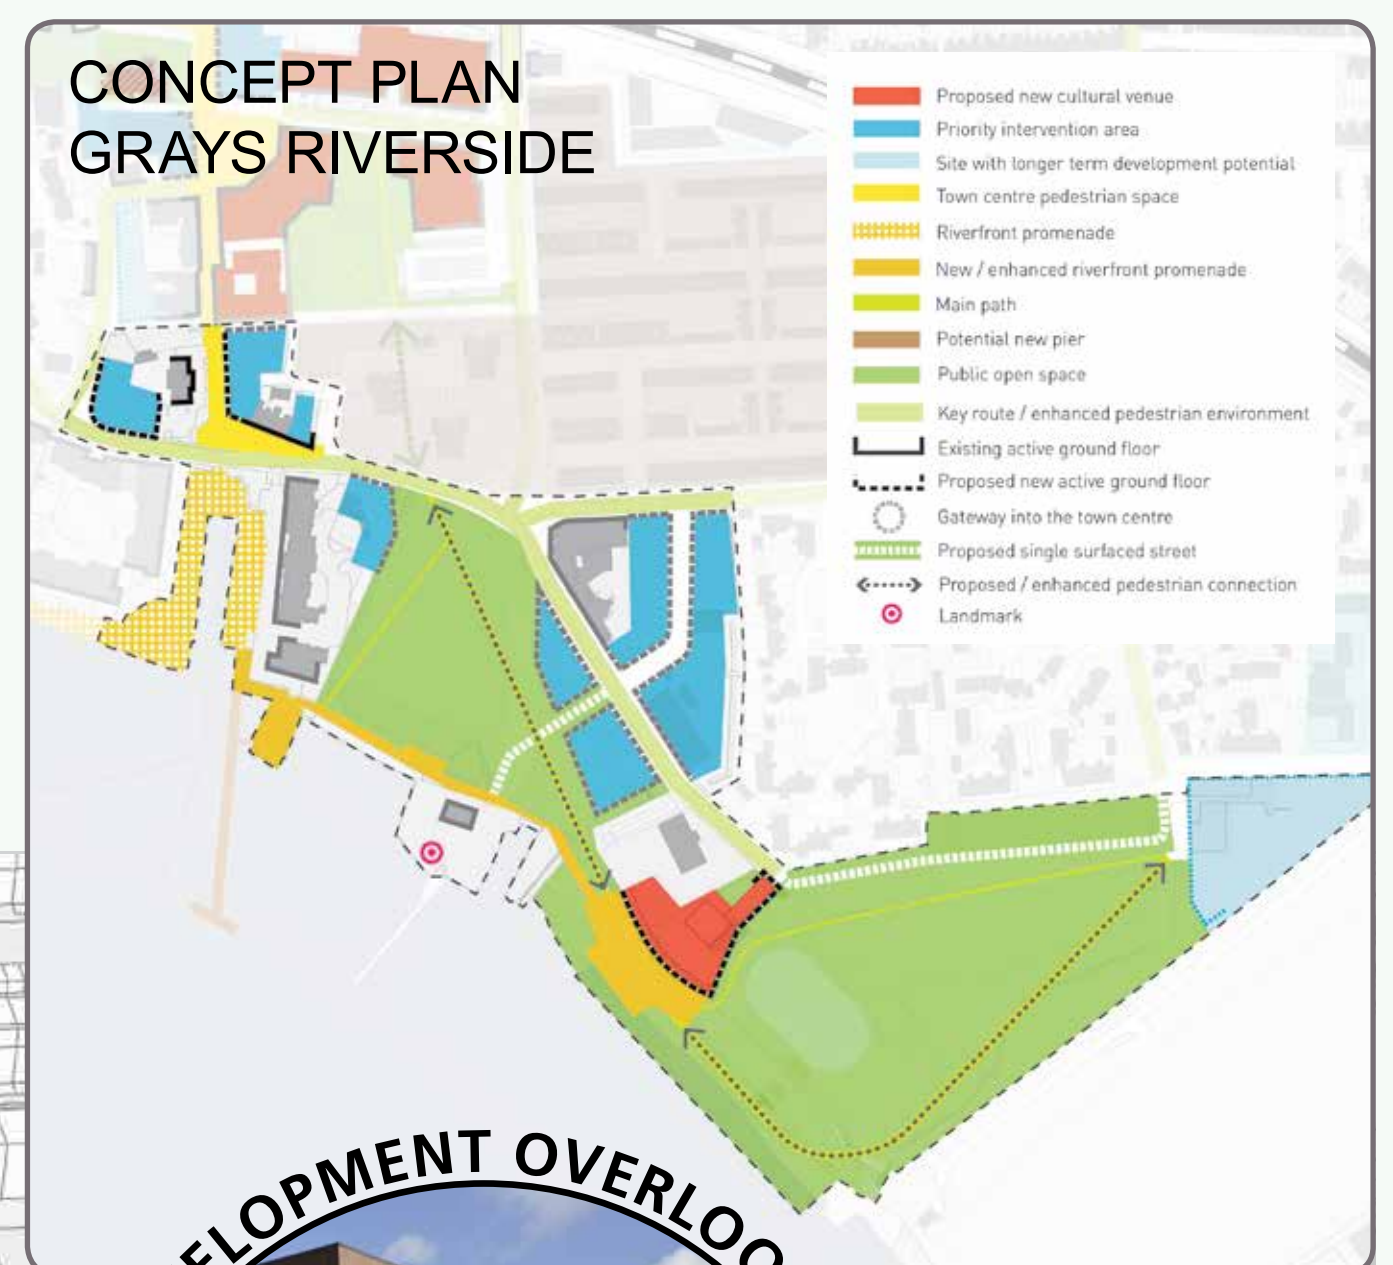 CONCEPT PLAN
GRAYS RIVERSIDE
Proposed new cultural venue
Priority intervention area
Site with longer term development potential
Town centre pedestrian space
Riverfront promenade
New / enhanced riverfront promenade
Main path
Potential new pier
Public open space
Key route / enhanced pedestrian environment
Existing active ground floor
Proposed new active ground floor
Gateway into the town centre
Proposed single surfaced street
Proposed / enhanced pedestrian connection
Landmark
ELOPMENT OVERLOO